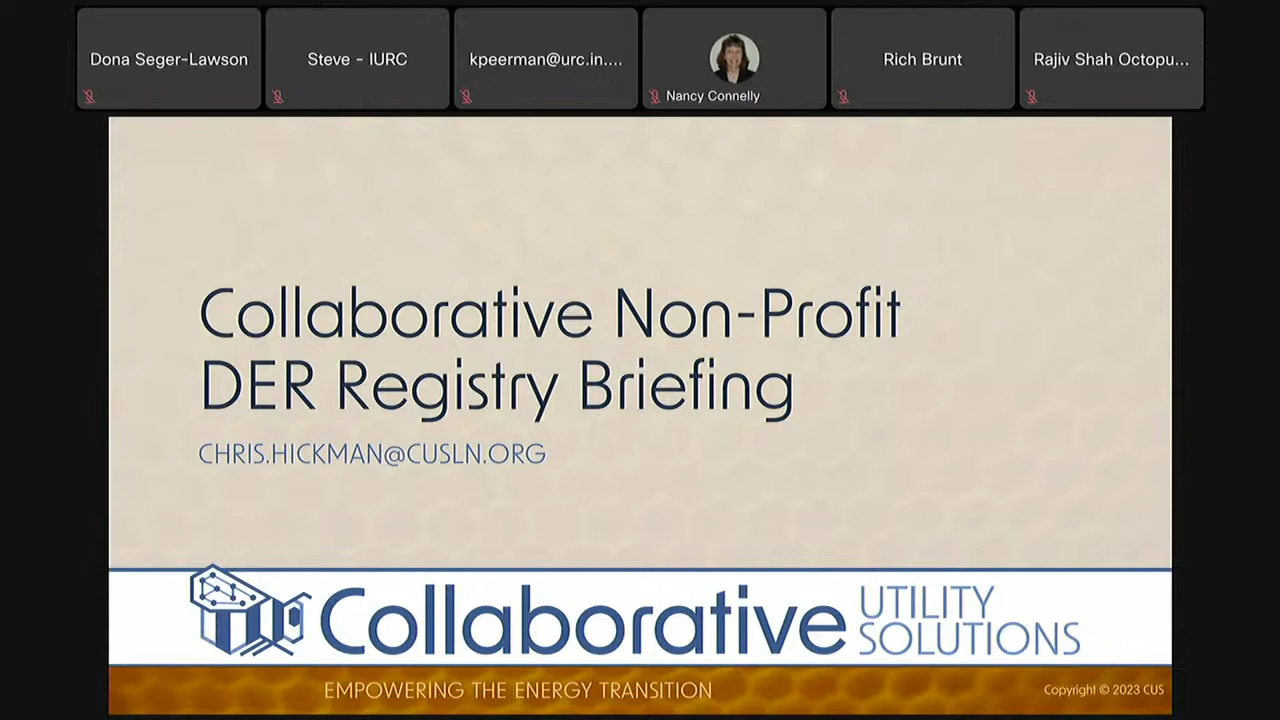 Dona Seger-Lawson
Steve - IURC
kpeerman@urc.in....
Nancy Connelly
Rich Brunt
Rajiv Shah Octopu...
Collaborative Non-Profit
DER Registry Briefing
CHRIS.HICKMAN@CUSLN.ORG
Collaborative
UTILITY
SOLUTIONS
EMPOWERING THE ENERGY TRANSITION
Copyright © 2023 CUS